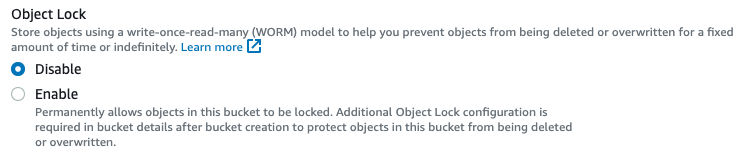 Object Lock
Store objects using a write-once-read-many (WORM) model to help you prevent objects from being deleted or overwritten for a fixed
amount of time or indefinitely. Learn more
Disable
Enable
Permanently allows objects in this bucket to be locked. Additional Object Lock configuration is
required in bucket details after bucket creation to protect objects in this bucket from being deleted
or overwritten.